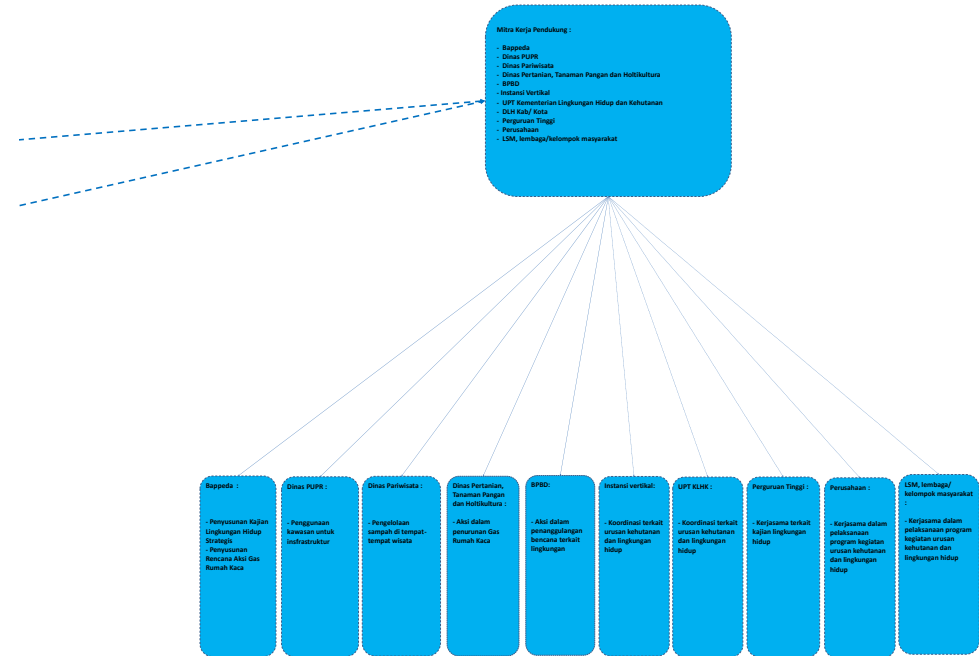 Mitra Kerja Pendukung :
- Bappeda
- Dinas PUPR
- Dinas Pariwisata
- Dinas Pertanian, Tanaman Pangan dan Holtikultura
- BPBD
- Instansi Vertikal
- UPT Kementerian Lingkungan Hidup dan Kehutanan
- DLH Kab/ Kota
- Perguruan Tinggi
- Perusahaan
- LSM, lembaga/kelompok masyarakat
Bappeda :
- Penyusunan Kajian
Lingkungan Hidup
Strategis
- Penyusunan
Rencana Aksi Gas
Rumah Kaca
Dinas PUPR :
- Penggunaan
kawasan untuk
insfrastruktur
Dinas Pariwisata :
- Pengelolaan
sampah di tempat-
tempat wisata
Dinas Pertanian,
Tanaman Pangan
dan Holtikultura :
- Aksi dalam
penurunan Gas
Rumah Kaca
BPBD:
- Aksi dalam
penanggulangan
bencana terkait
lingkungan
Instansi vertikal:
- Koordinasi terkait
urusan kehutanan
dan lingkungan
hidup
UPT KLHK :
- Koordinasi terkait
urusan kehutanan
dan lingkungan
hidup
Perguruan Tinggi :
- Kerjasama terkait
kajian lingkungan
hidup
Perusahaan :
- Kerjasama dalam
pelaksanaan
program kegiatan
urusan kehutanan
dan lingkungan
hidup
LSM, lembaga/
kelompok masyarakat
:
- Kerjasama dalam
pelaksanaan program
kegiatan urusan
kehutanan dan
lingkungan hidup